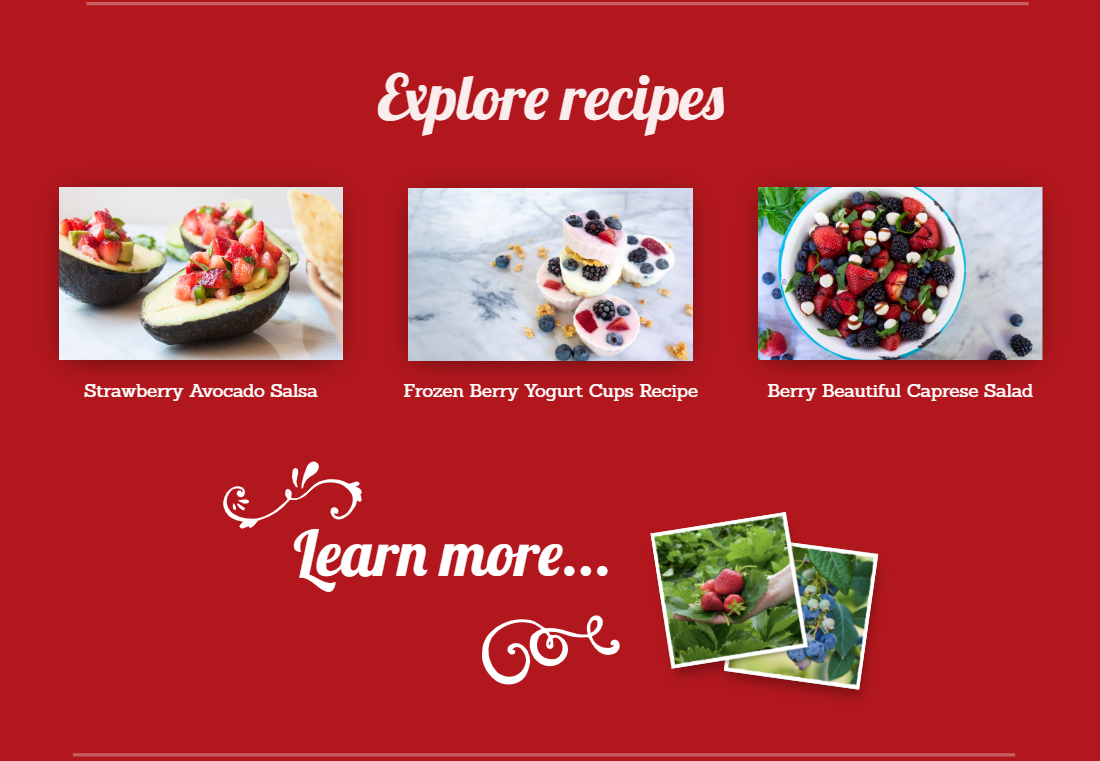 Explore recipes
Strawberry Avocado Salsa
Frozen Berry Yogurt Cups Recipe
Berry Beautiful Caprese Salad
Learn more...